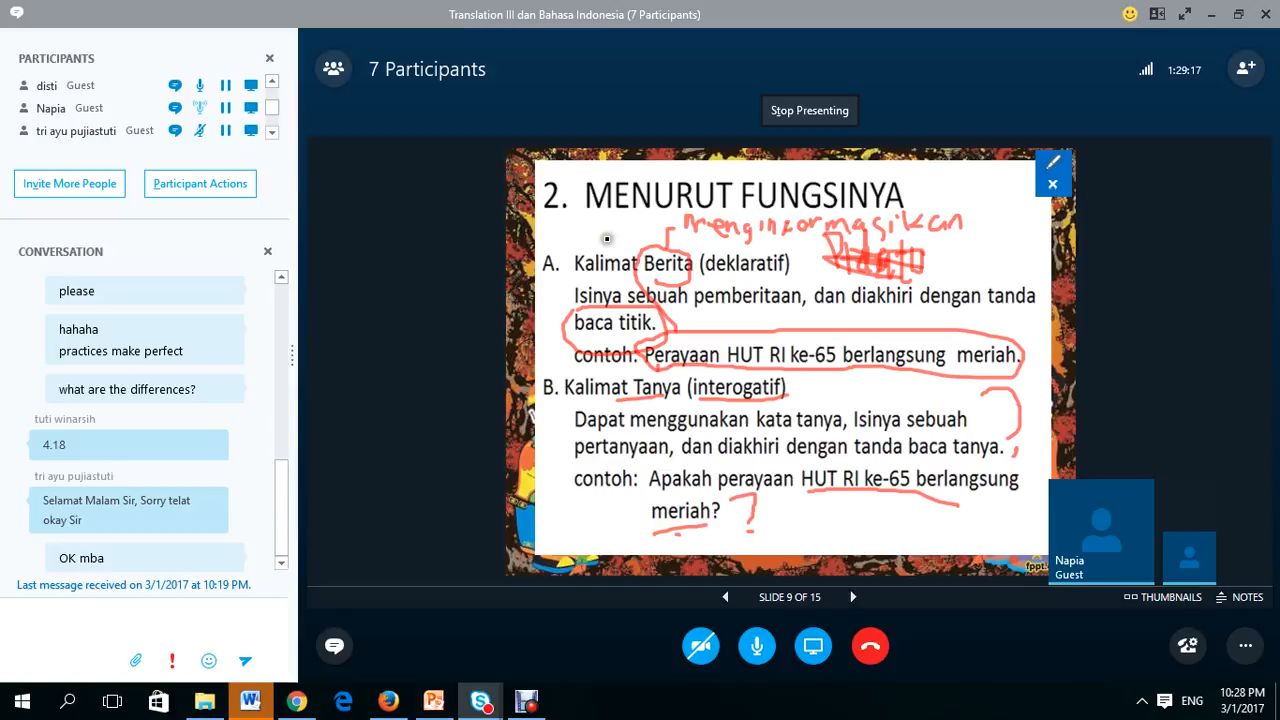 Translation III dan Bahasa Indonesia (7 Participants)
PARTICIPANTS
disti Guest
Napia Guest
tri ayu pujiastuti Guest
Invite More People
Participant Actions
CONVERSATION
please
hahaha
practices make perfect
what are the differences?
tuti winarsih
4.18
tri ayu pujiastuti
Selamat Malam Sir, Sorry telat
okay Sir
OK mba
Last message received on 3/1/2017 at 10:19 PM.
7 Participants
1:29:17
Stop Presenting
2. MENURUT FUNGSINYA
menginformasikan
A. Kalimat Berita (deklaratif)
Isinya sebuah pemberitaan, dan diakhiri dengan tanda
baca titik.
contoh: Perayaan HUT RI ke-65 berlangsung meriah.
B. Kalimat Tanya (interogatif)
Dapat menggunakan kata tanya, Isinya sebuah
pertanyaan, dan diakhiri dengan tanda baca tanya.
contoh: Apakah perayaan HUT RI ke-65 berlangsung
meriah?
?
fppt.
Napia
Guest
SLIDE 9 OF 15
THUMBNAILS
NOTES
ENG
10:28 PM
3/1/2017